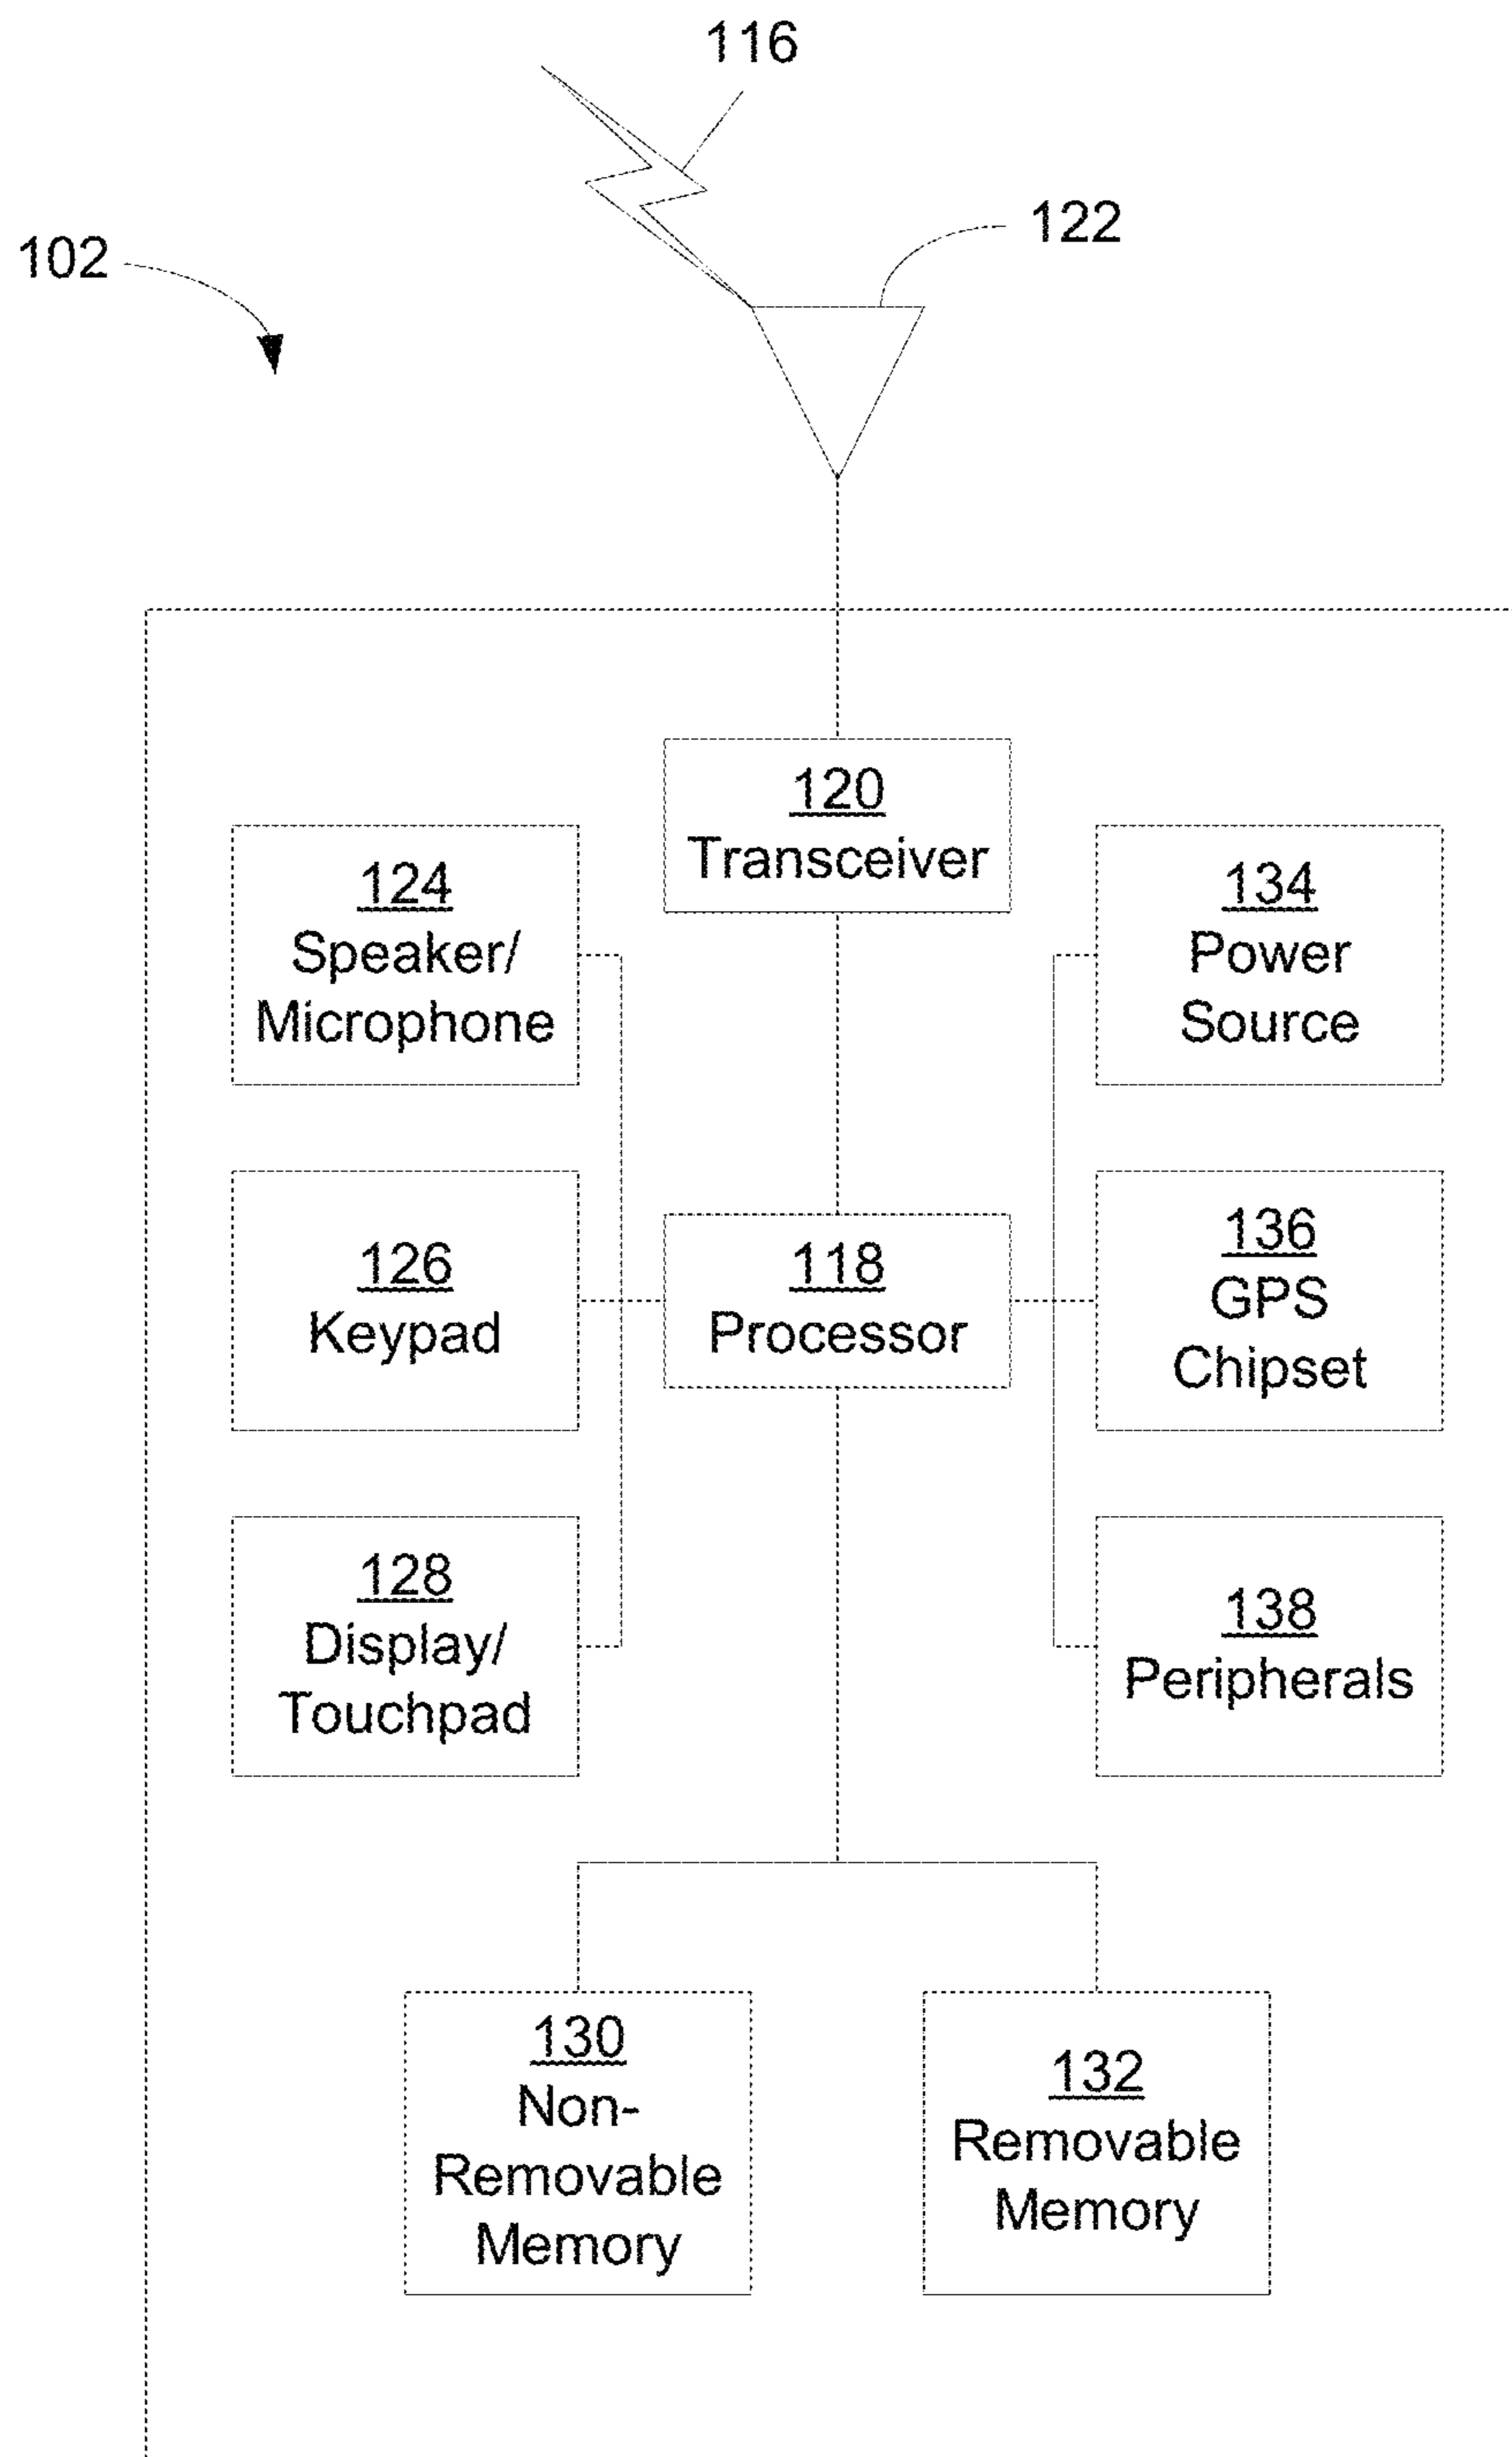 116
122
102
120
Transceiver
124
Speaker/
Microphone
134
Power
Source
126
Keypad
118
Processor
136
GPS
Chipset
128
Display/
Touchpad
138
Peripherals
130
Non-
Removable
Memory
132
Removable
Memory